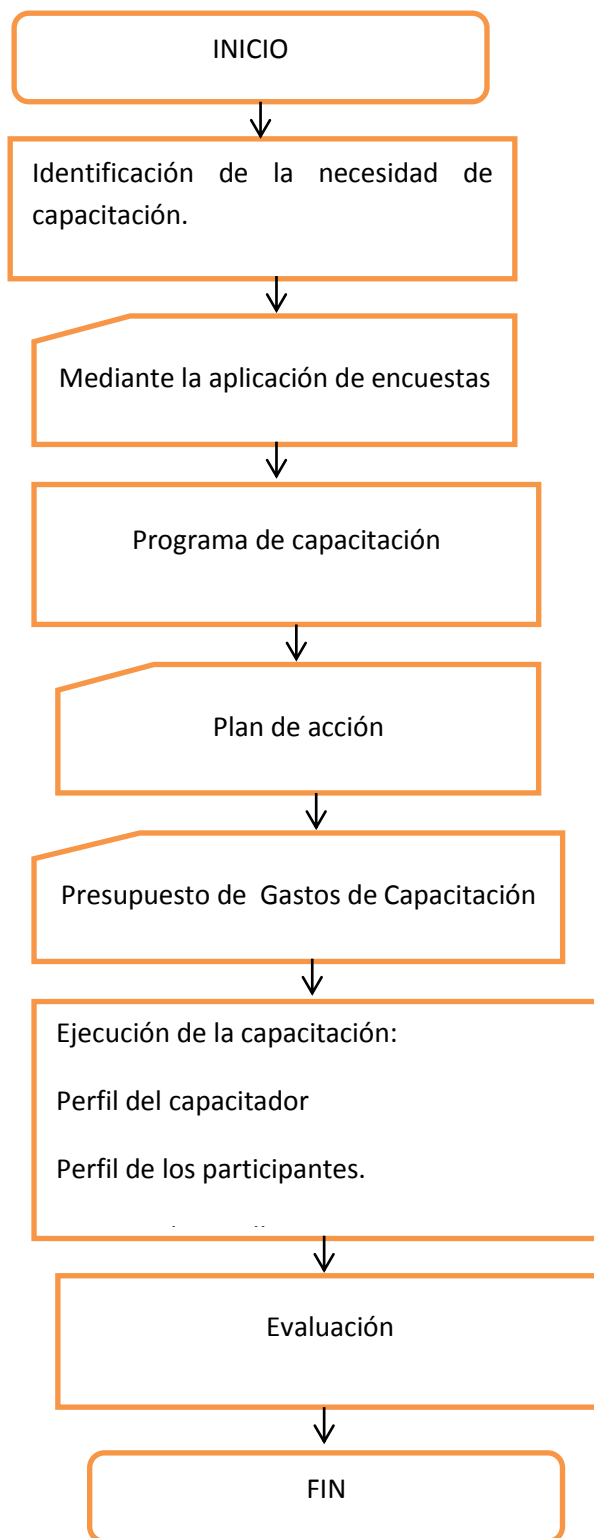 INICIO
Identificación de la necesidad de
capacitación.
Mediante la aplicación de encuestas
Programa de capacitación
Plan de acción
Presupuesto de Gastos de Capacitación
Ejecución de la capacitación:
Perfil del capacitador
Perfil de los participantes.
Evaluación
FIN